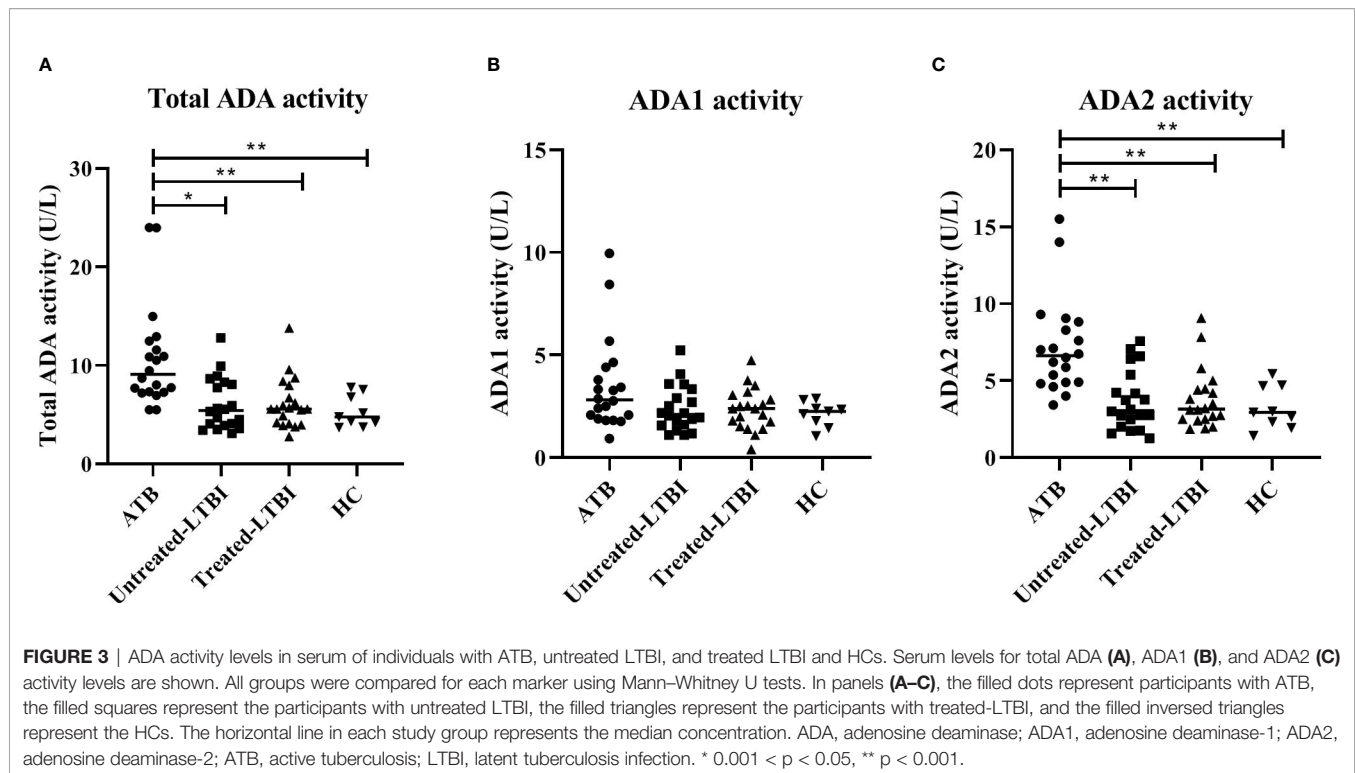 A
Total ADA activity
**
**
*
30
20
10
0
Total ADA activity (U/L)
ATB
Untreated-LTBI
Treated-LTBI
HC
B
ADA1 activity
15
10
5
0
ADA1 activity (U/L)
ATB
Untreated-LTBI
Treated-LTBI
HC
C
ADA2 activity
**
**
**
20
15
10
5
0
ADA2 activity (U/L)
ATB
Untreated-LTBI
Treated-LTBI
HC
FIGURE 3 | ADA activity levels in serum of individuals with ATB, untreated LTBI, and treated LTBI and HCs. Serum levels for total ADA (A), ADA1 (B), and ADA2 (C)
activity levels are shown. All groups were compared for each marker using Mann–Whitney U tests. In panels (A–C), the filled dots represent participants with ATB,
the filled squares represent the participants with untreated LTBI, the filled triangles represent the participants with treated-LTBI, and the filled inversed triangles
represent the HCs. The horizontal line in each study group represents the median concentration. ADA, adenosine deaminase; ADA1, adenosine deaminase-1; ADA2,
adenosine deaminase-2; ATB, active tuberculosis; LTBI, latent tuberculosis infection. * 0.001 < p < 0.05, ** p < 0.001.